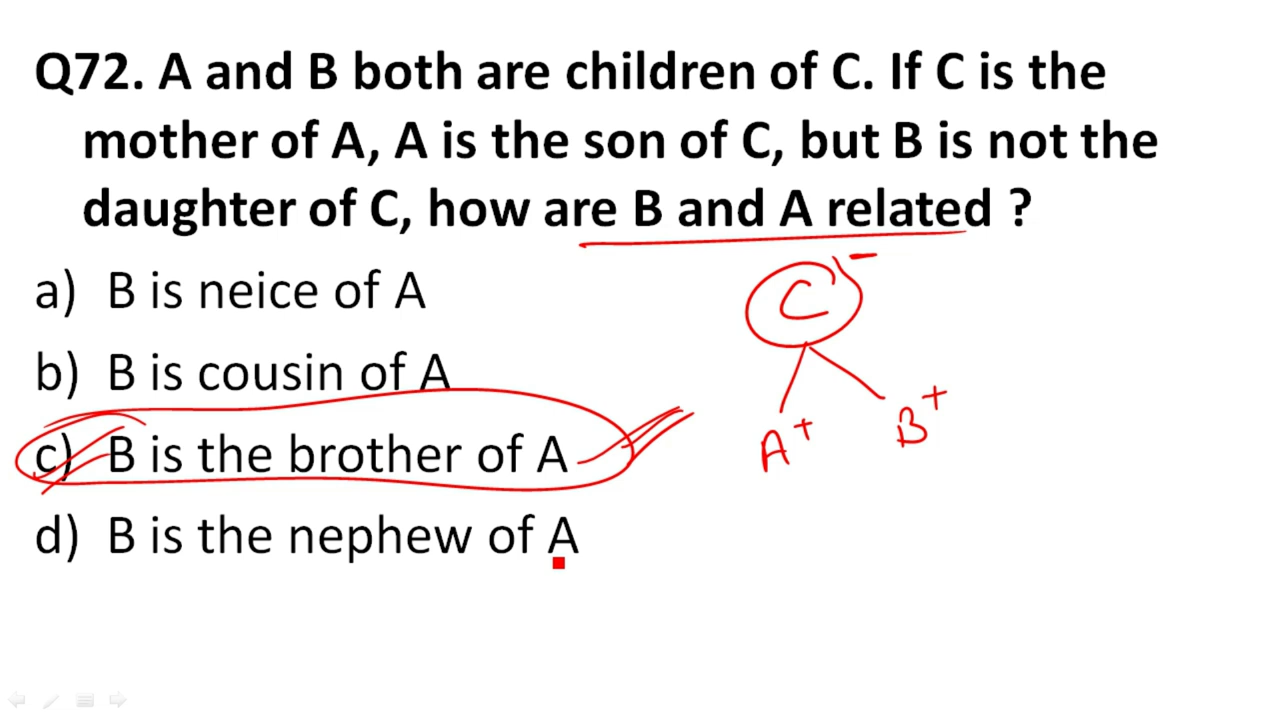 Q72. A and B both are children of C. If C is the
mother of A, A is the son of C, but B is not the
daughter of C, how are B and A related ?
a) B is neice of A
b) B is cousin of A
c) B is the brother of A
d) B is the nephew of A
C -
A + B +